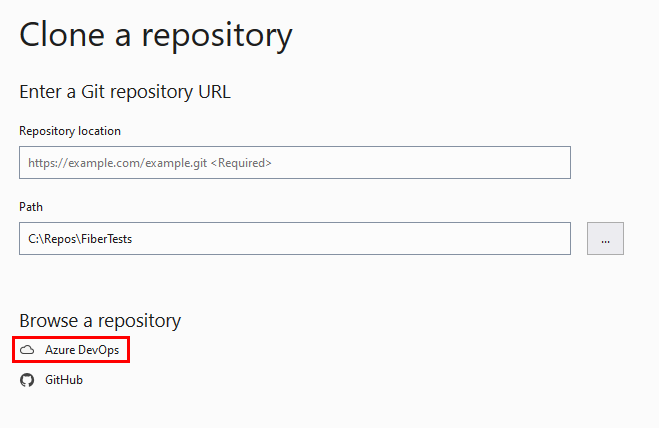 Clone a repository
Enter a Git repository URL
Repository location
https://example.com/example.git <Required>
Path
C:\Repos\FiberTests
...
Browse a repository
Azure DevOps
GitHub